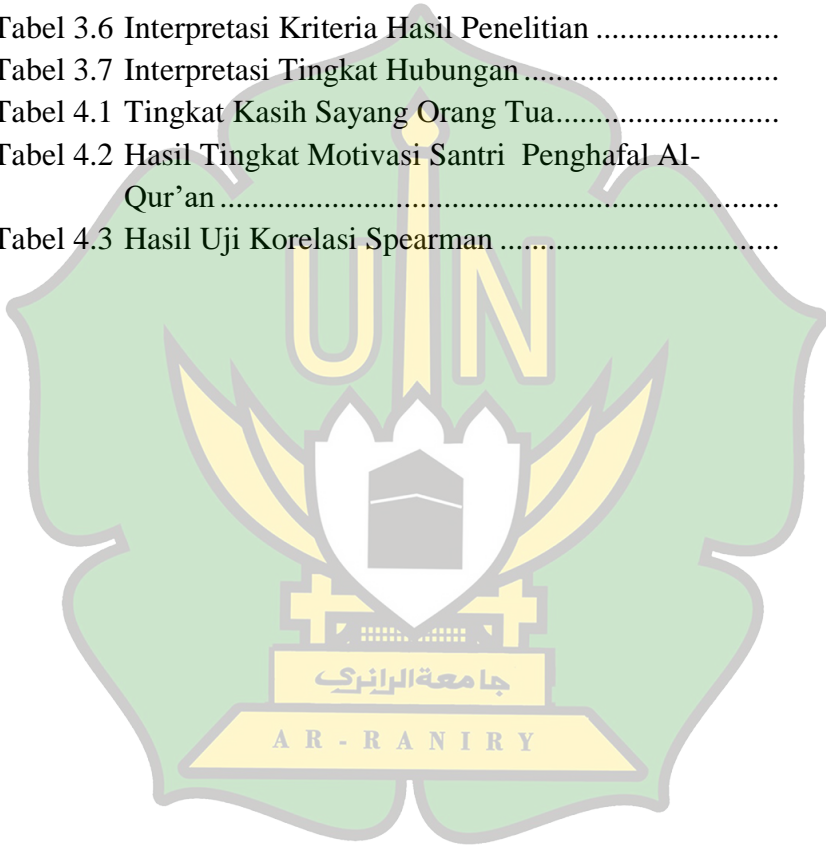 Tabel 3.6 Interpretasi Kriteria Hasil Penelitian .......................
Tabel 3.7 Interpretasi Tingkat Hubungan ................................
Tabel 4.1 Tingkat Kasih Sayang Orang Tua............................
Tabel 4.2 Hasil Tingkat Motivasi Santri Penghafal Al-
Qur’an ......................................................................
Tabel 4.3 Hasil Uji Korelasi Spearman ...................................
UIN
جامعة الرانري
AR-RANIRY